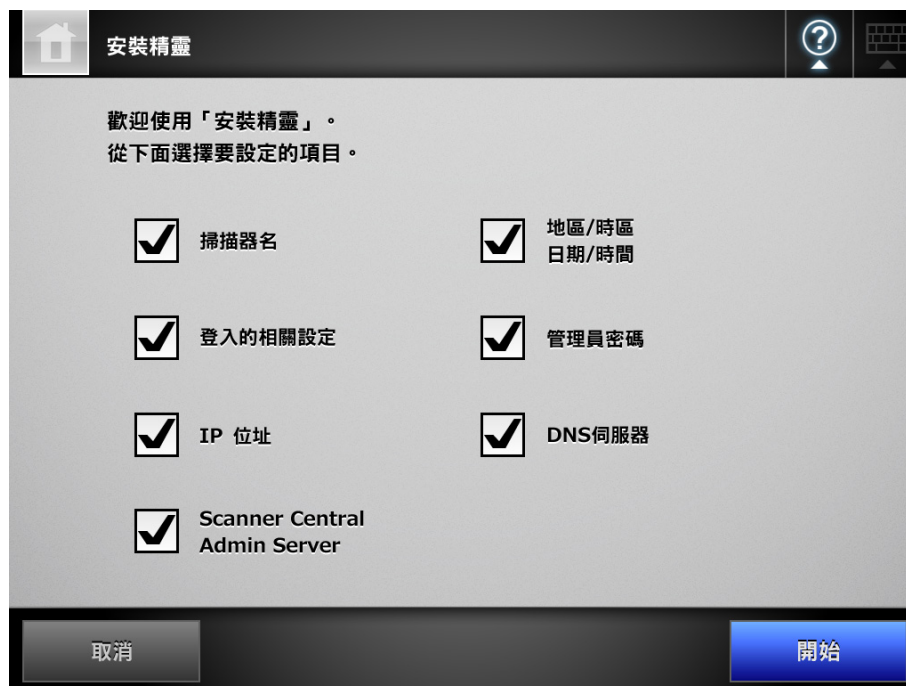 安裝精靈
歡迎使用「安裝精靈」。
從下面選擇要設定的項目。
掃描器名
地區/時區
日期/時間
登入的相關設定
管理員密碼
IP 位址
DNS伺服器
Scanner Central
Admin Server
取消
開始